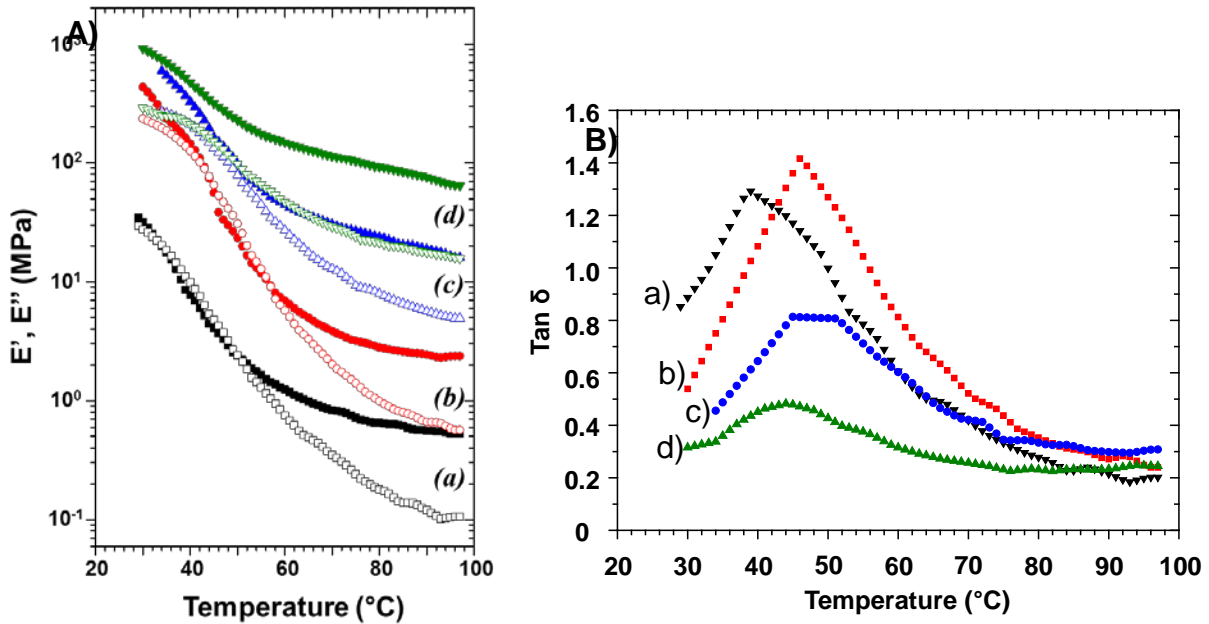 A)
10³
10²
10¹
10⁰
10⁻¹
E', E'' (MPa)
(d)
(c)
(b)
(a)
20 40 60 80 100
Temperature (°C)
B)
1.6
1.4
1.2
1.0
0.8
0.6
0.4
0.2
0
Tan δ
a)
b)
c)
d)
20 30 40 50 60 70 80 90 100
Temperature (°C)